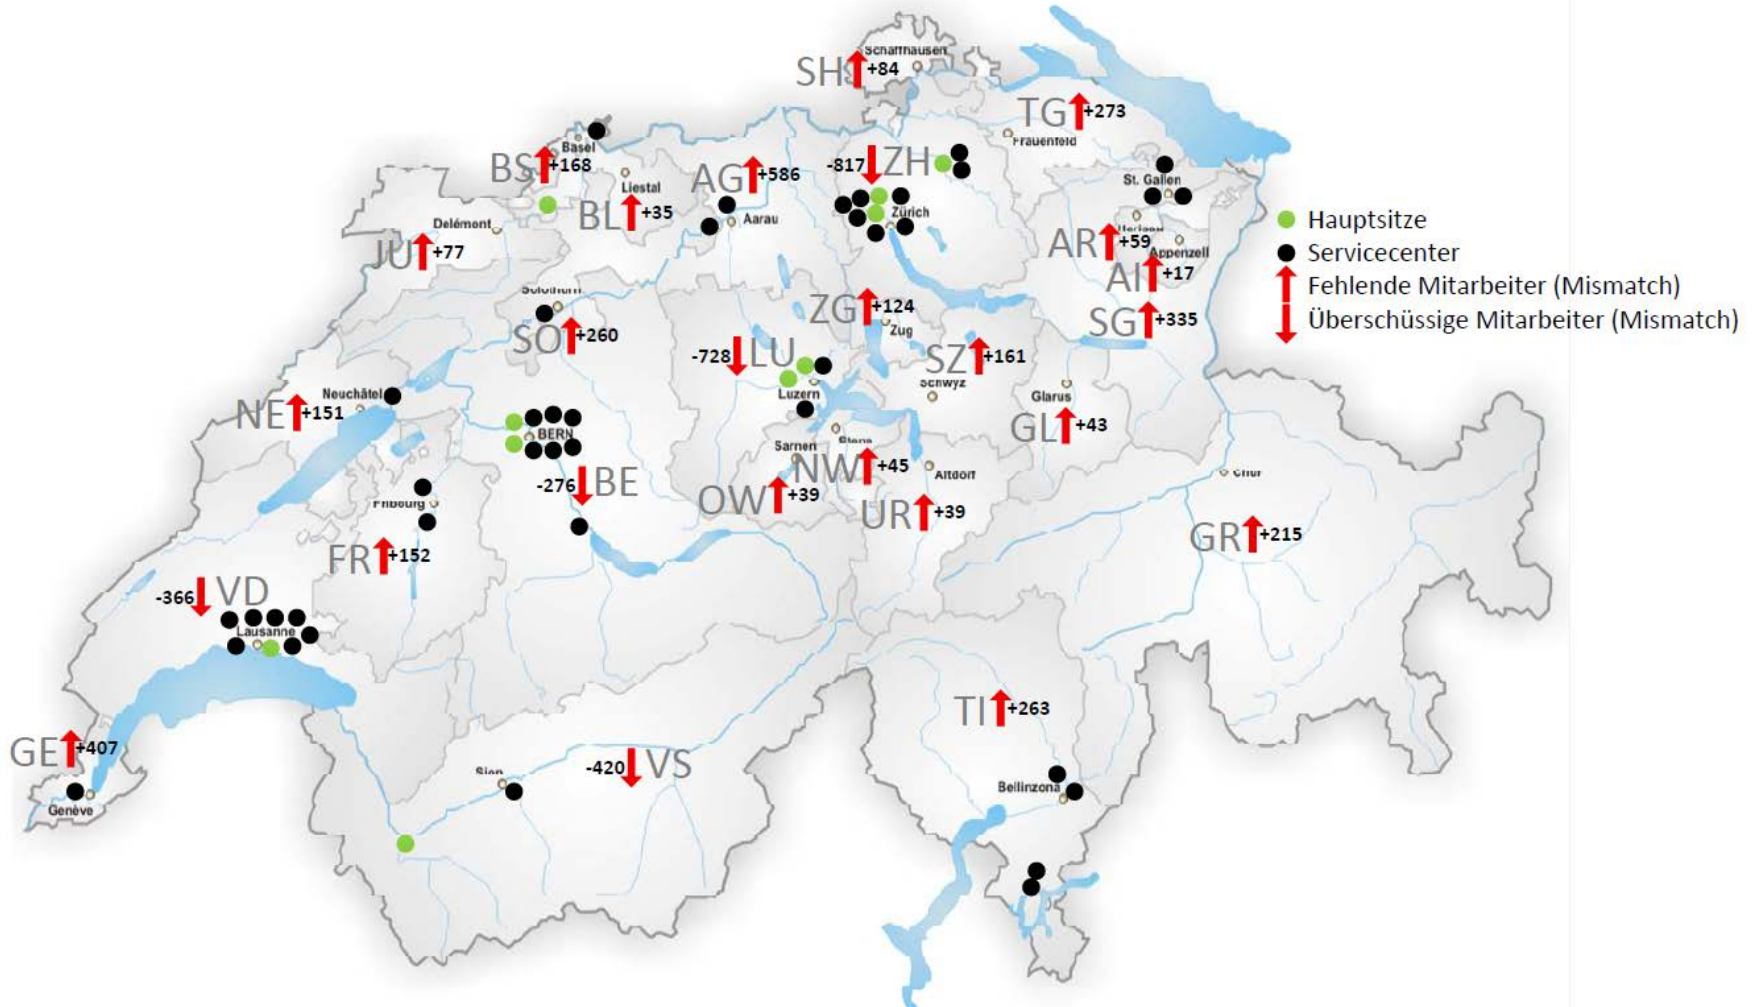 Schaffhausen
SH +84
TG +273
Frauenfeld
Basel
BS +168
AG +586
-817 ZH
Liestal
St. Gallen
BL +35
Aarau
Zürich
Hauptsitze
Delémont
Servicecenter
JU +77
AR +59
Herisau
Appenzell
AI +17
Fehlende Mitarbeiter (Mismatch)
Überschüssige Mitarbeiter (Mismatch)
Solothurn
SO +260
ZG +124
Zug
SG +335
-728 LU
SZ +161
Schwyz
Luzern
Glarus
Neuchâtel
NE +151
GL +43
BERN
Stans
Sarnen
NW +45
Altdorf
Chur
-276 BE
OW +39
UR +39
Fribourg
FR +152
GR +215
-366 VD
Lausanne
TI +263
GE +407
Genève
Sion
-420 VS
Bellinzona